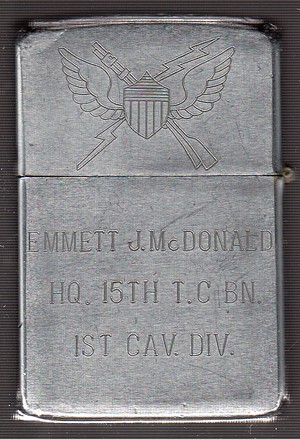 EMMETT J. McDONALD
HQ. 15TH T.C BN.
1ST CAV. DIV.